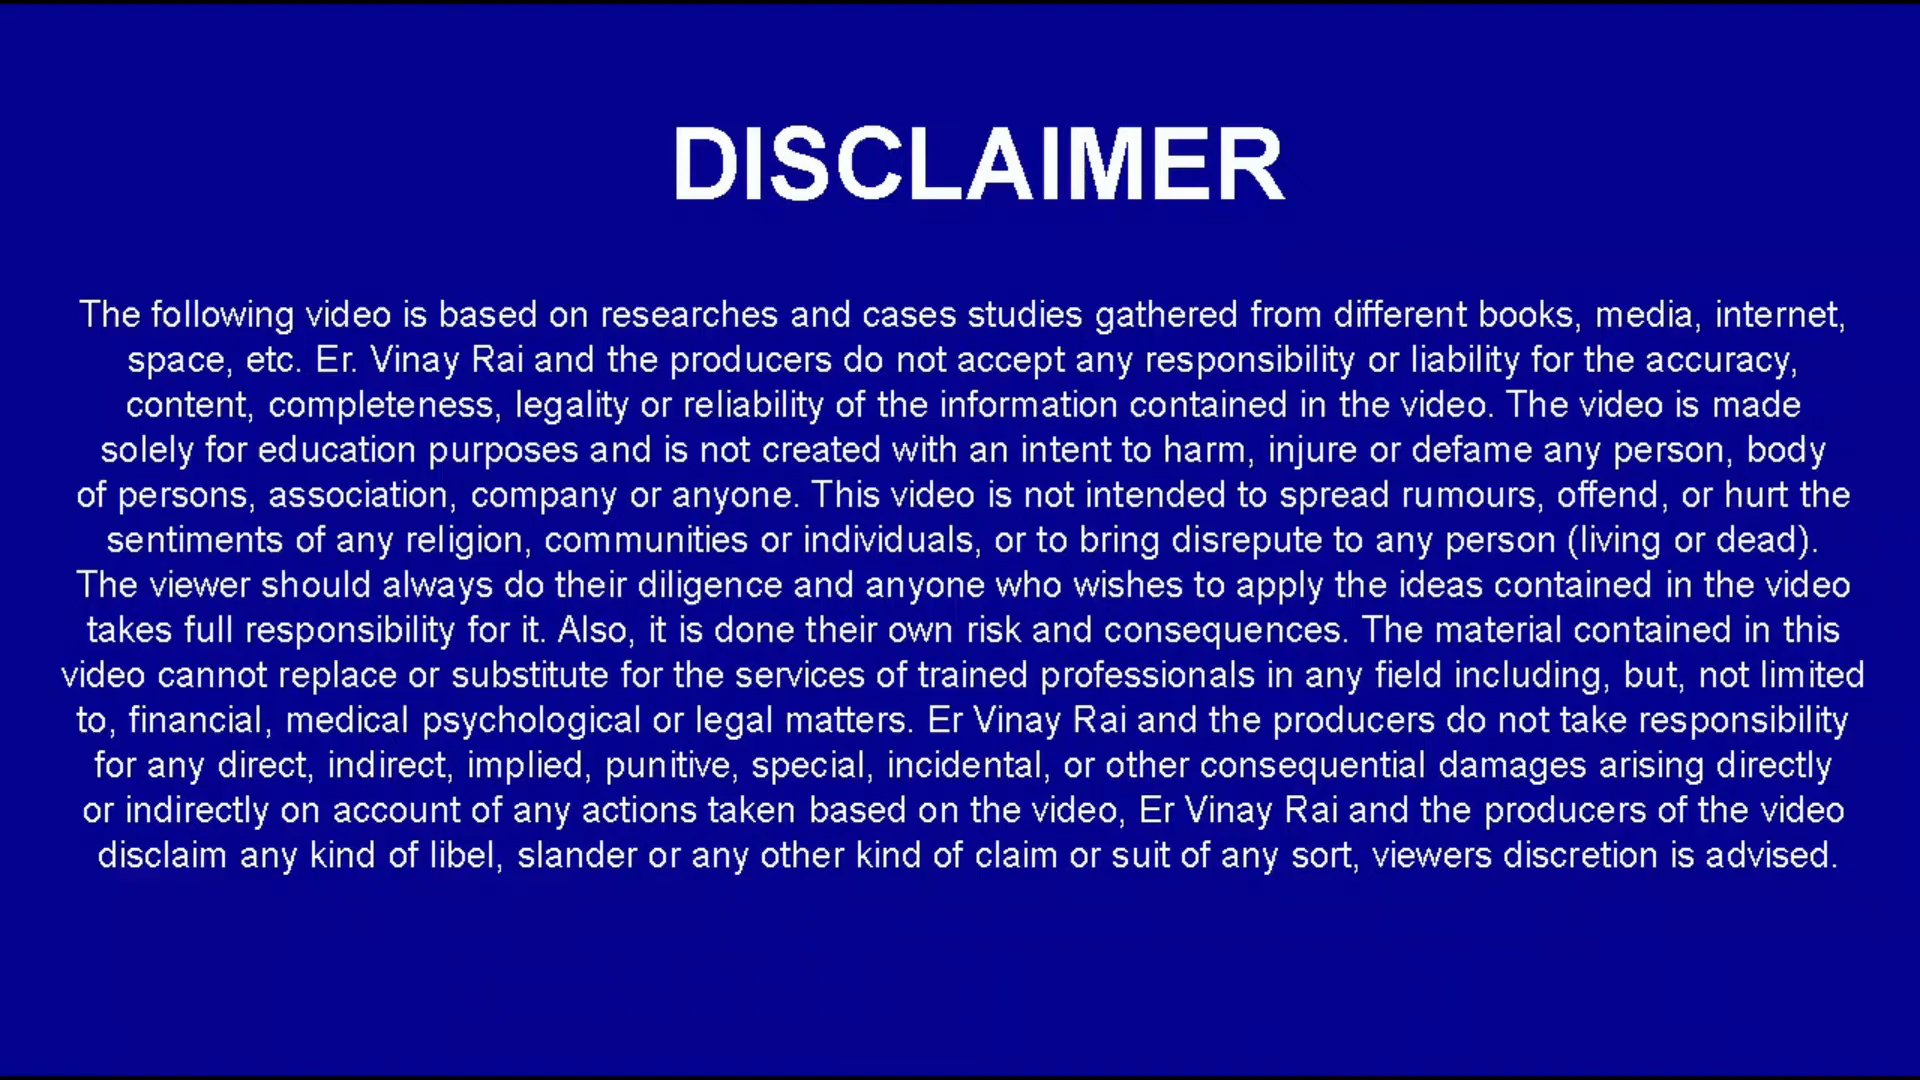 DISCLAIMER
The following video is based on researches and cases studies gathered from different books, media, internet,
space, etc. Er. Vinay Rai and the producers do not accept any responsibility or liability for the accuracy,
content, completeness, legality or reliability of the information contained in the video. The video is made
solely for education purposes and is not created with an intent to harm, injure or defame any person, body
of persons, association, company or anyone. This video is not intended to spread rumours, offend, or hurt the
sentiments of any religion, communities or individuals, or to bring disrepute to any person (living or dead).
The viewer should always do their diligence and anyone who wishes to apply the ideas contained in the video
takes full responsibility for it. Also, it is done their own risk and consequences. The material contained in this
video cannot replace or substitute for the services of trained professionals in any field including, but, not limited
to, financial, medical psychological or legal matters. Er Vinay Rai and the producers do not take responsibility
for any direct, indirect, implied, punitive, special, incidental, or other consequential damages arising directly
or indirectly on account of any actions taken based on the video, Er Vinay Rai and the producers of the video
disclaim any kind of libel, slander or any other kind of claim or suit of any sort, viewers discretion is advised.